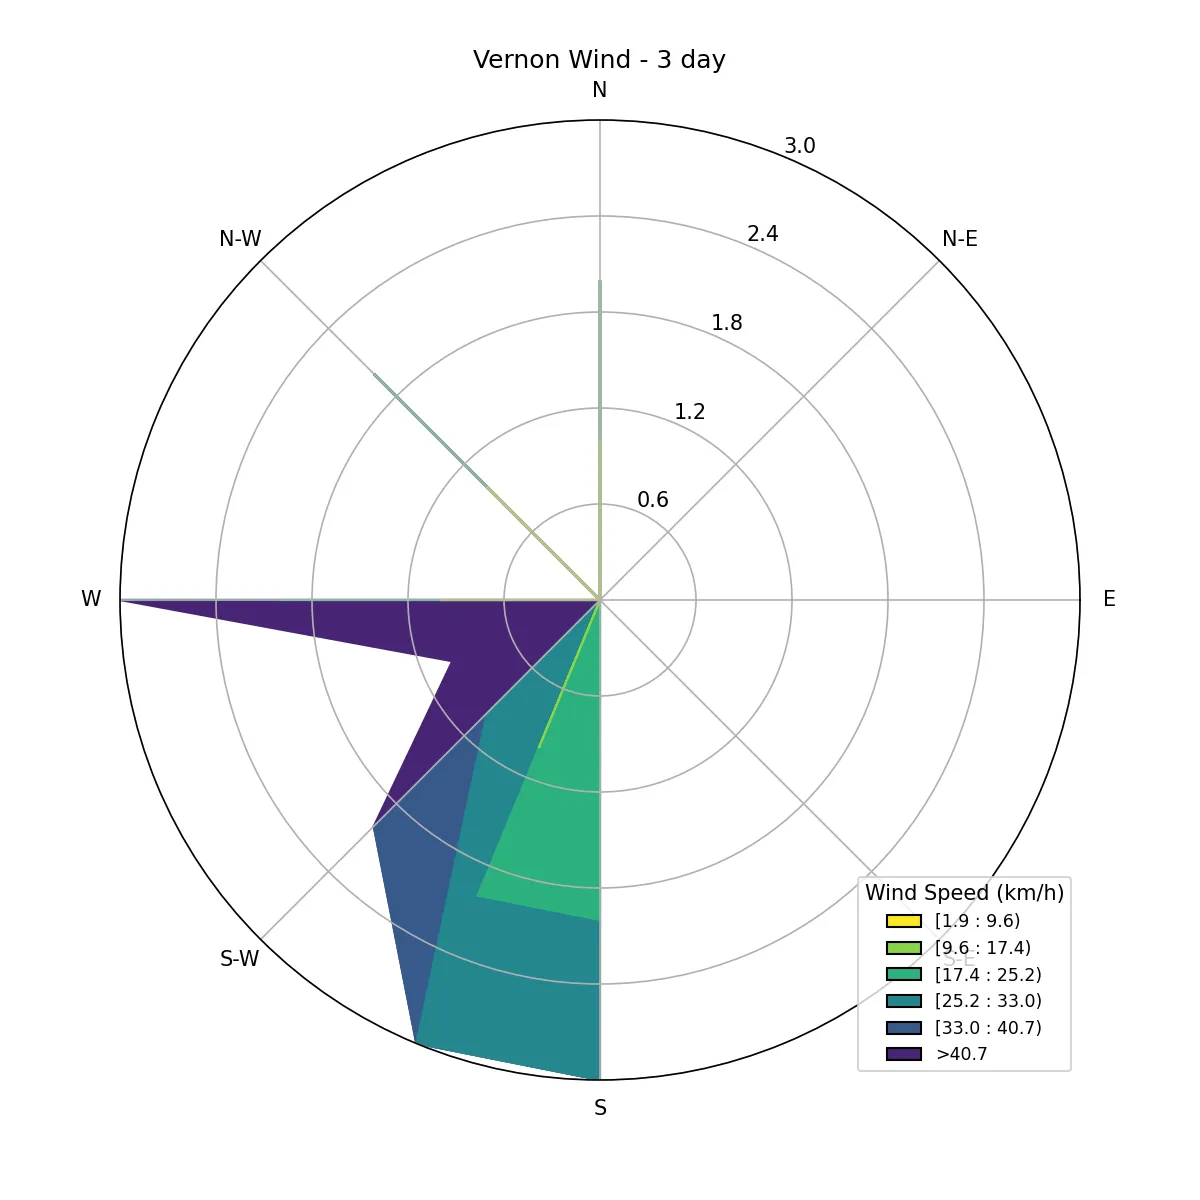 Vernon Wind - 3 day
N
3.0
2.4
N-W
N-E
1.8
1.2
0.6
W
E
Wind Speed (km/h)
[1.9 : 9.6)
[9.6 : 17.4)
S-W
S-E
[17.4 : 25.2)
[25.2 : 33.0)
[33.0 : 40.7)
>40.7
S